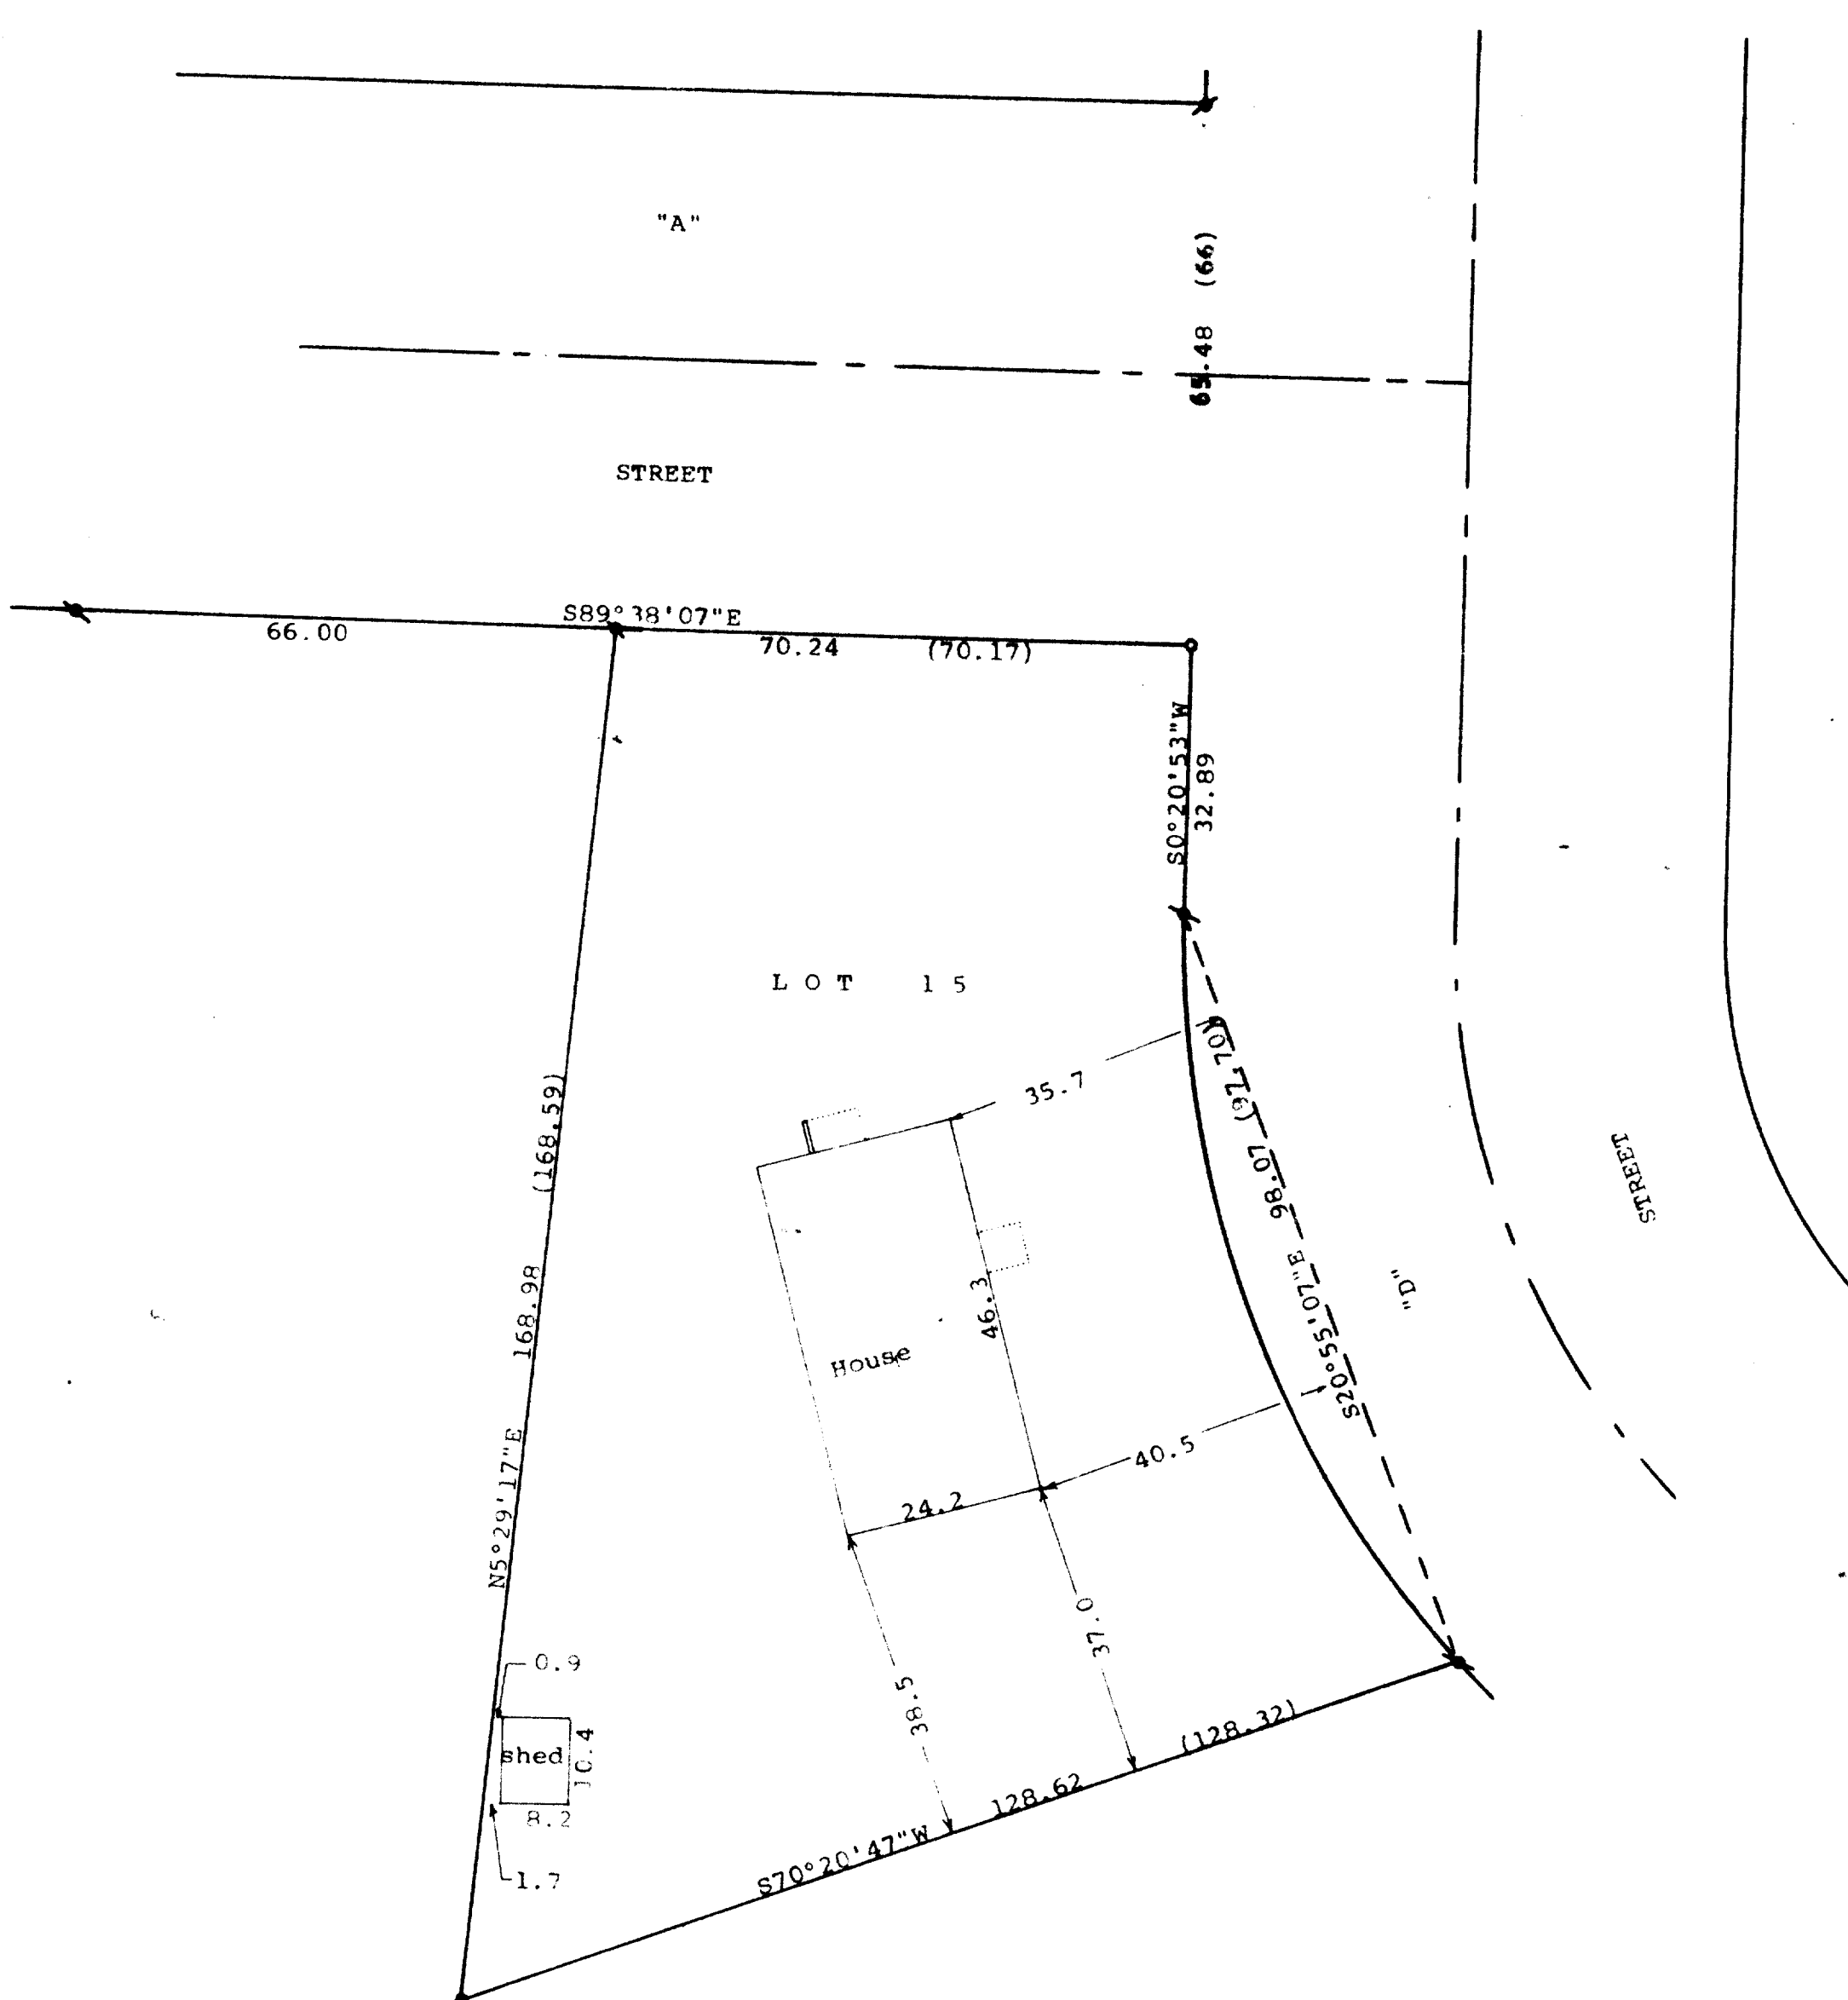 "A"
65.48 (66)
STREET
S89°38'07"E
66.00
70.24 (70.17)
S0°20'53"W
32.89
LOT 15
35.7
98.07 (97.70)
S20°55'07"E
STREET
"D"
(168.59)
168.98
N5°29'17"E
46.3
House
40.5
24.2
37.0
38.5
0.9
shed
10.4
8.2
1.7
(128.32)
128.62
S70°20'47"W